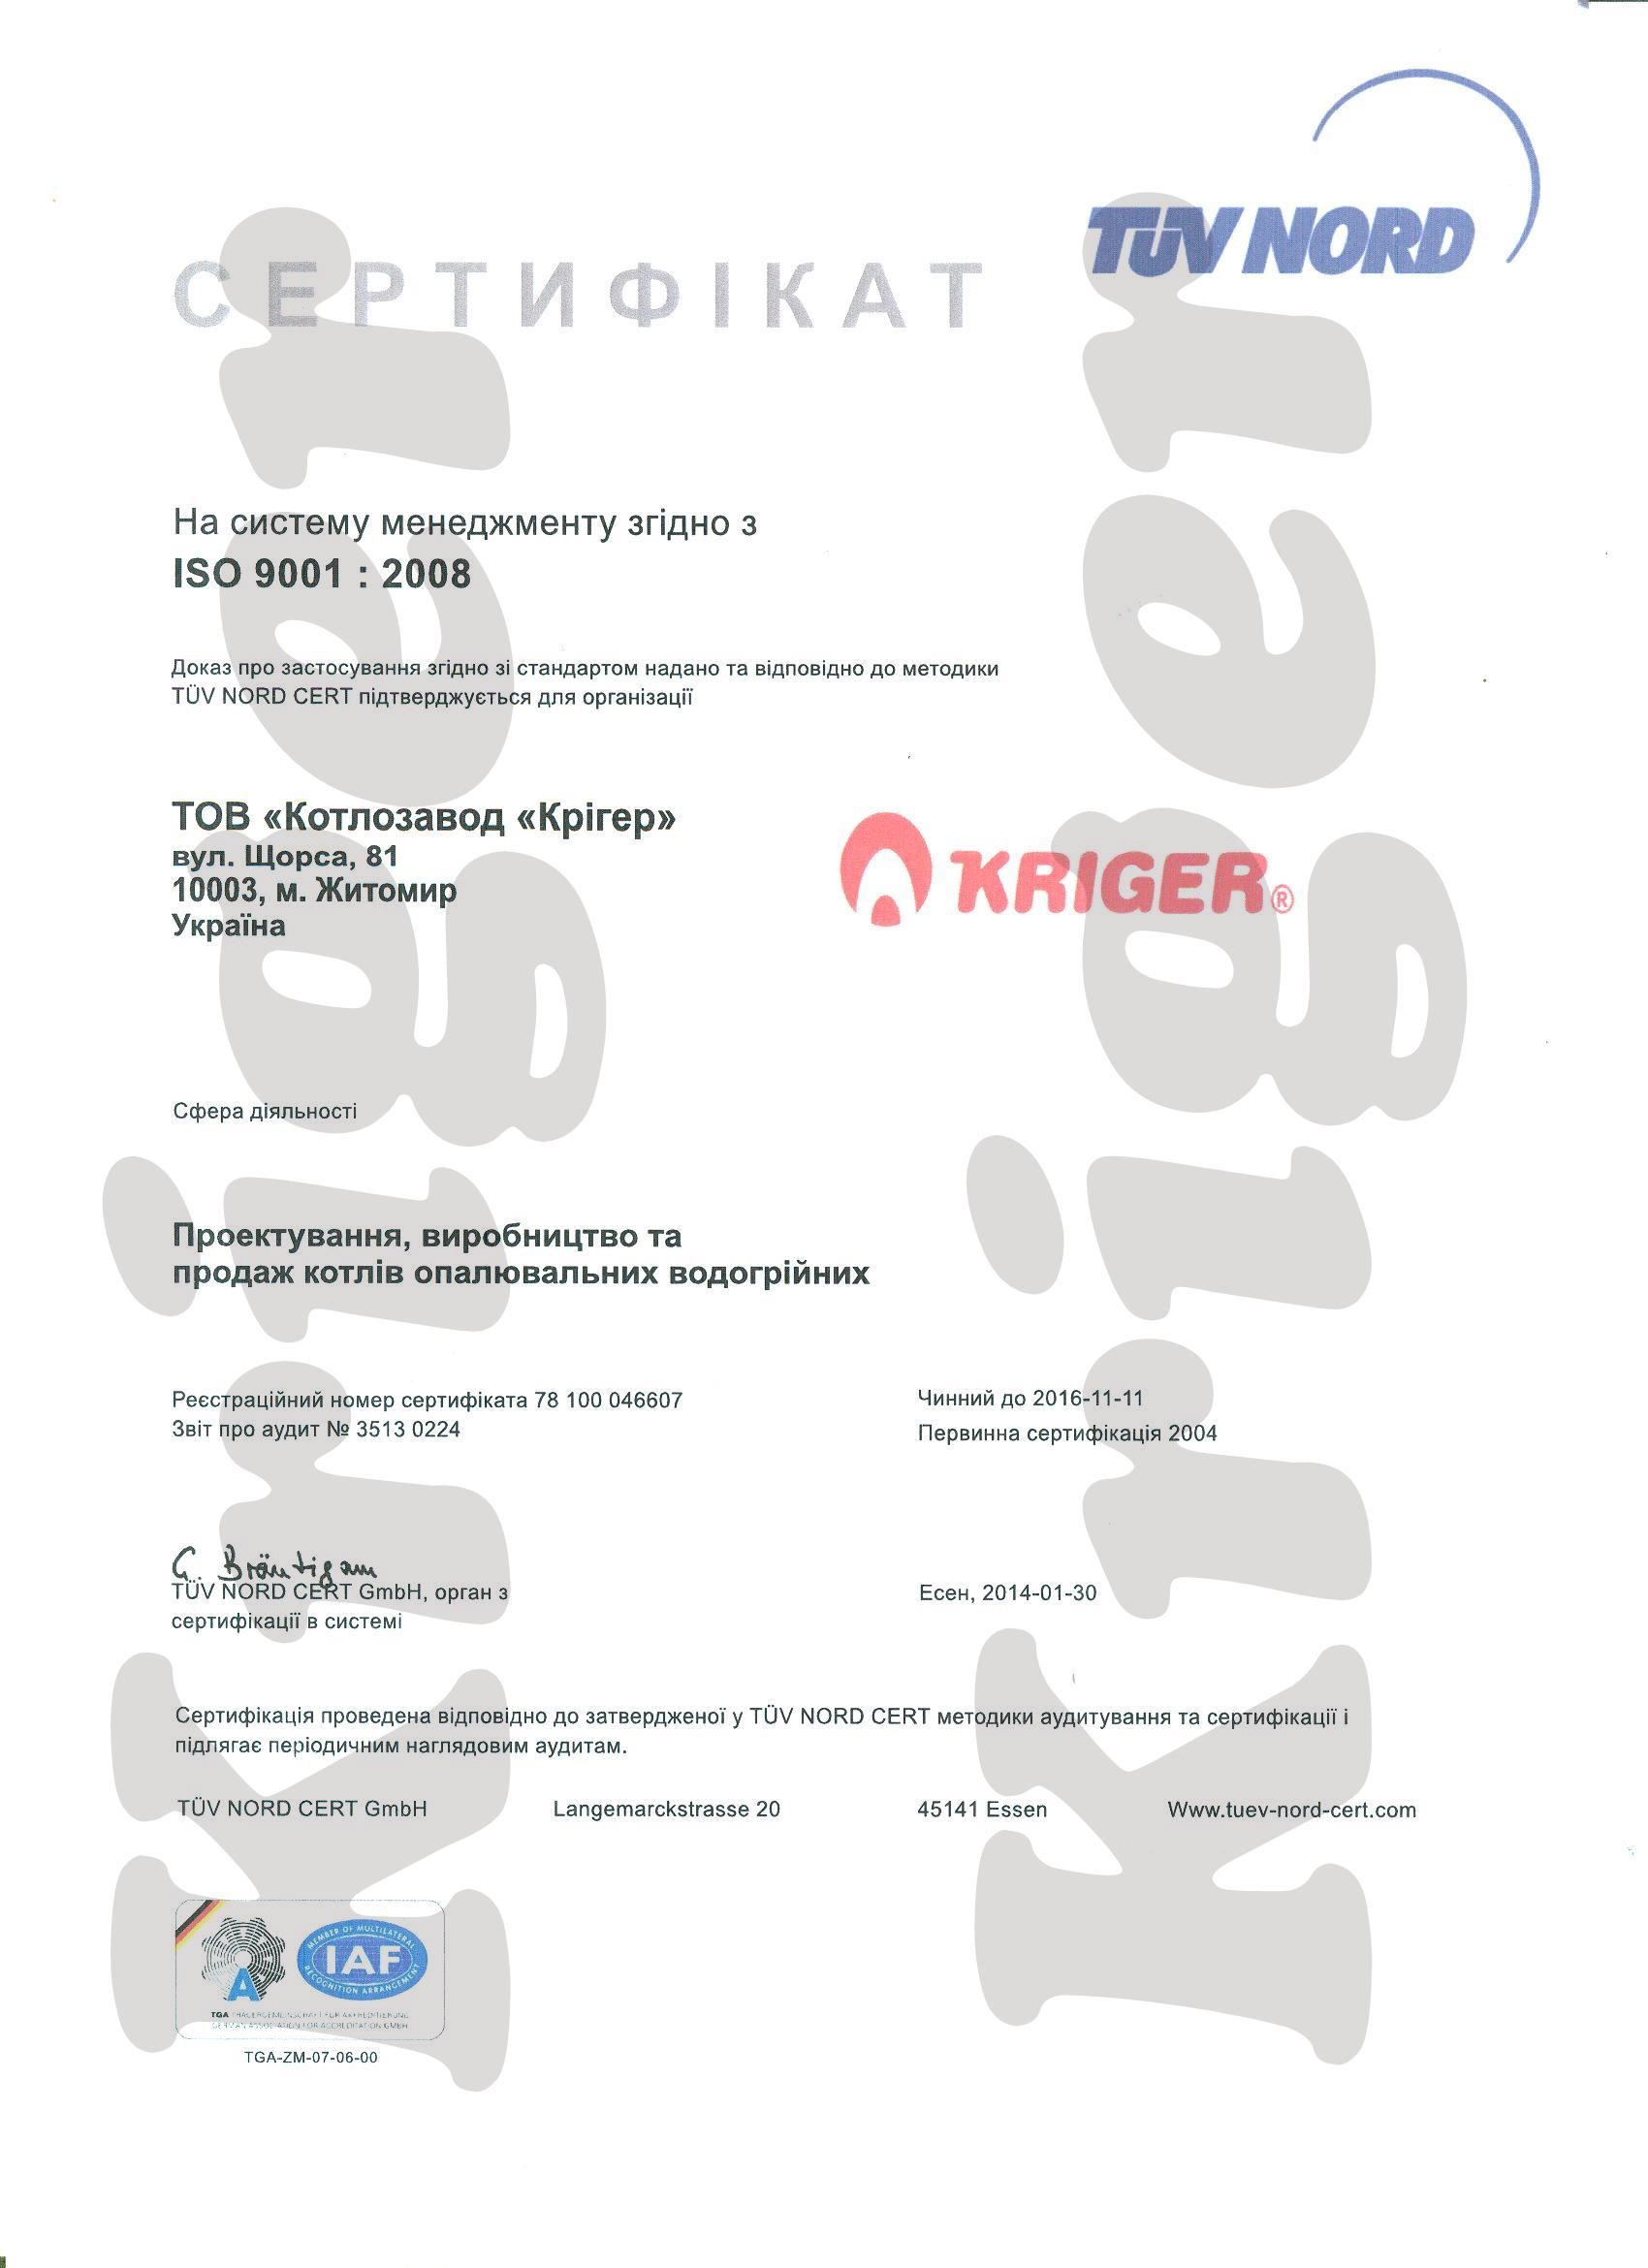 TÜV NORD
СЕРТИФІКАТ
На систему менеджменту згідно з
ISO 9001 : 2008
Доказ про застосування згідно зі стандартом надано та відповідно до методики
TÜV NORD CERT підтверджується для організації
ТОВ «Котлозавод «Крігер»
вул. Щорса, 81
10003, м. Житомир
Україна
KRIGER®
Сфера діяльності
Проектування, виробництво та
продаж котлів опалювальних водогрійних
Реєстраційний номер сертифіката 78 100 046607
Звіт про аудит № 3513 0224
Чинний до 2016-11-11
Первинна сертифікація 2004
G. Bräutigam
TÜV NORD CERT GmbH, орган з
сертифікації в системі
Есен, 2014-01-30
Сертифікація проведена відповідно до затвердженої у TÜV NORD CERT методики аудитування та сертифікації і
підлягає періодичним наглядовим аудитам.
TÜV NORD CERT GmbH Langemarckstrasse 20 45141 Essen Www.tuev-nord-cert.com
MEMBER OF MULTILATERAL
IAF
RECOGNITION ARRANGEMENT
A
TGA TRÄGERGEMEINSCHAFT FÜR AKKREDITIERUNG
GERMAN ASSOCIATION FOR ACCREDITATION GMBH
TGA-ZM-07-06-00
Kriger
Kriger